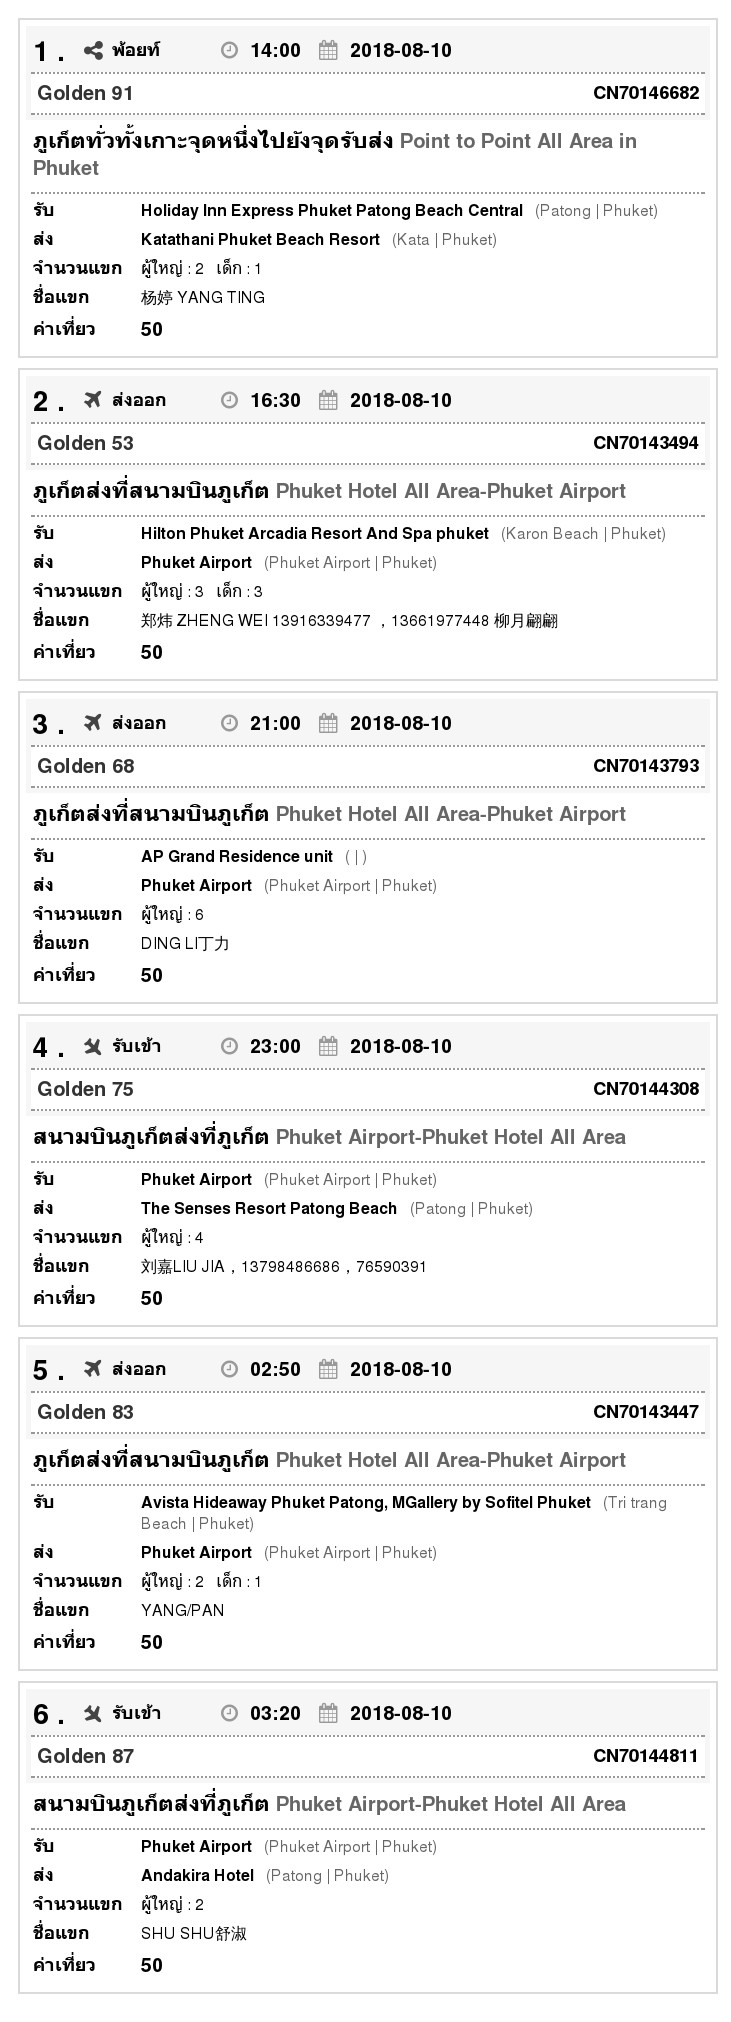 1 . พ้อยท์ 14:00 2018-08-10
Golden 91 CN70146682
ภูเก็ตทั่วทั้งเกาะจุดหนึ่งไปยังจุดรับส่ง Point to Point All Area in
Phuket
รับ Holiday Inn Express Phuket Patong Beach Central (Patong | Phuket)
ส่ง Katathani Phuket Beach Resort (Kata | Phuket)
จำนวนแขก ผู้ใหญ่ : 2 เด็ก : 1
ชื่อแขก 杨婷 YANG TING
ค่าเที่ยว 50
2 . ส่งออก 16:30 2018-08-10
Golden 53 CN70143494
ภูเก็ตส่งที่สนามบินภูเก็ต Phuket Hotel All Area-Phuket Airport
รับ Hilton Phuket Arcadia Resort And Spa phuket (Karon Beach | Phuket)
ส่ง Phuket Airport (Phuket Airport | Phuket)
จำนวนแขก ผู้ใหญ่ : 3 เด็ก : 3
ชื่อแขก 郑炜 ZHENG WEI 13916339477 ，13661977448 柳月翩翩
ค่าเที่ยว 50
3 . ส่งออก 21:00 2018-08-10
Golden 68 CN70143793
ภูเก็ตส่งที่สนามบินภูเก็ต Phuket Hotel All Area-Phuket Airport
รับ AP Grand Residence unit ( | )
ส่ง Phuket Airport (Phuket Airport | Phuket)
จำนวนแขก ผู้ใหญ่ : 6
ชื่อแขก DING LI丁力
ค่าเที่ยว 50
4 . รับเข้า 23:00 2018-08-10
Golden 75 CN70144308
สนามบินภูเก็ตส่งที่ภูเก็ต Phuket Airport-Phuket Hotel All Area
รับ Phuket Airport (Phuket Airport | Phuket)
ส่ง The Senses Resort Patong Beach (Patong | Phuket)
จำนวนแขก ผู้ใหญ่ : 4
ชื่อแขก 刘嘉LIU JIA，13798486686，76590391
ค่าเที่ยว 50
5 . ส่งออก 02:50 2018-08-10
Golden 83 CN70143447
ภูเก็ตส่งที่สนามบินภูเก็ต Phuket Hotel All Area-Phuket Airport
รับ Avista Hideaway Phuket Patong, MGallery by Sofitel Phuket (Tri trang
Beach | Phuket)
ส่ง Phuket Airport (Phuket Airport | Phuket)
จำนวนแขก ผู้ใหญ่ : 2 เด็ก : 1
ชื่อแขก YANG/PAN
ค่าเที่ยว 50
6 . รับเข้า 03:20 2018-08-10
Golden 87 CN70144811
สนามบินภูเก็ตส่งที่ภูเก็ต Phuket Airport-Phuket Hotel All Area
รับ Phuket Airport (Phuket Airport | Phuket)
ส่ง Andakira Hotel (Patong | Phuket)
จำนวนแขก ผู้ใหญ่ : 2
ชื่อแขก SHU SHU舒淑
ค่าเที่ยว 50